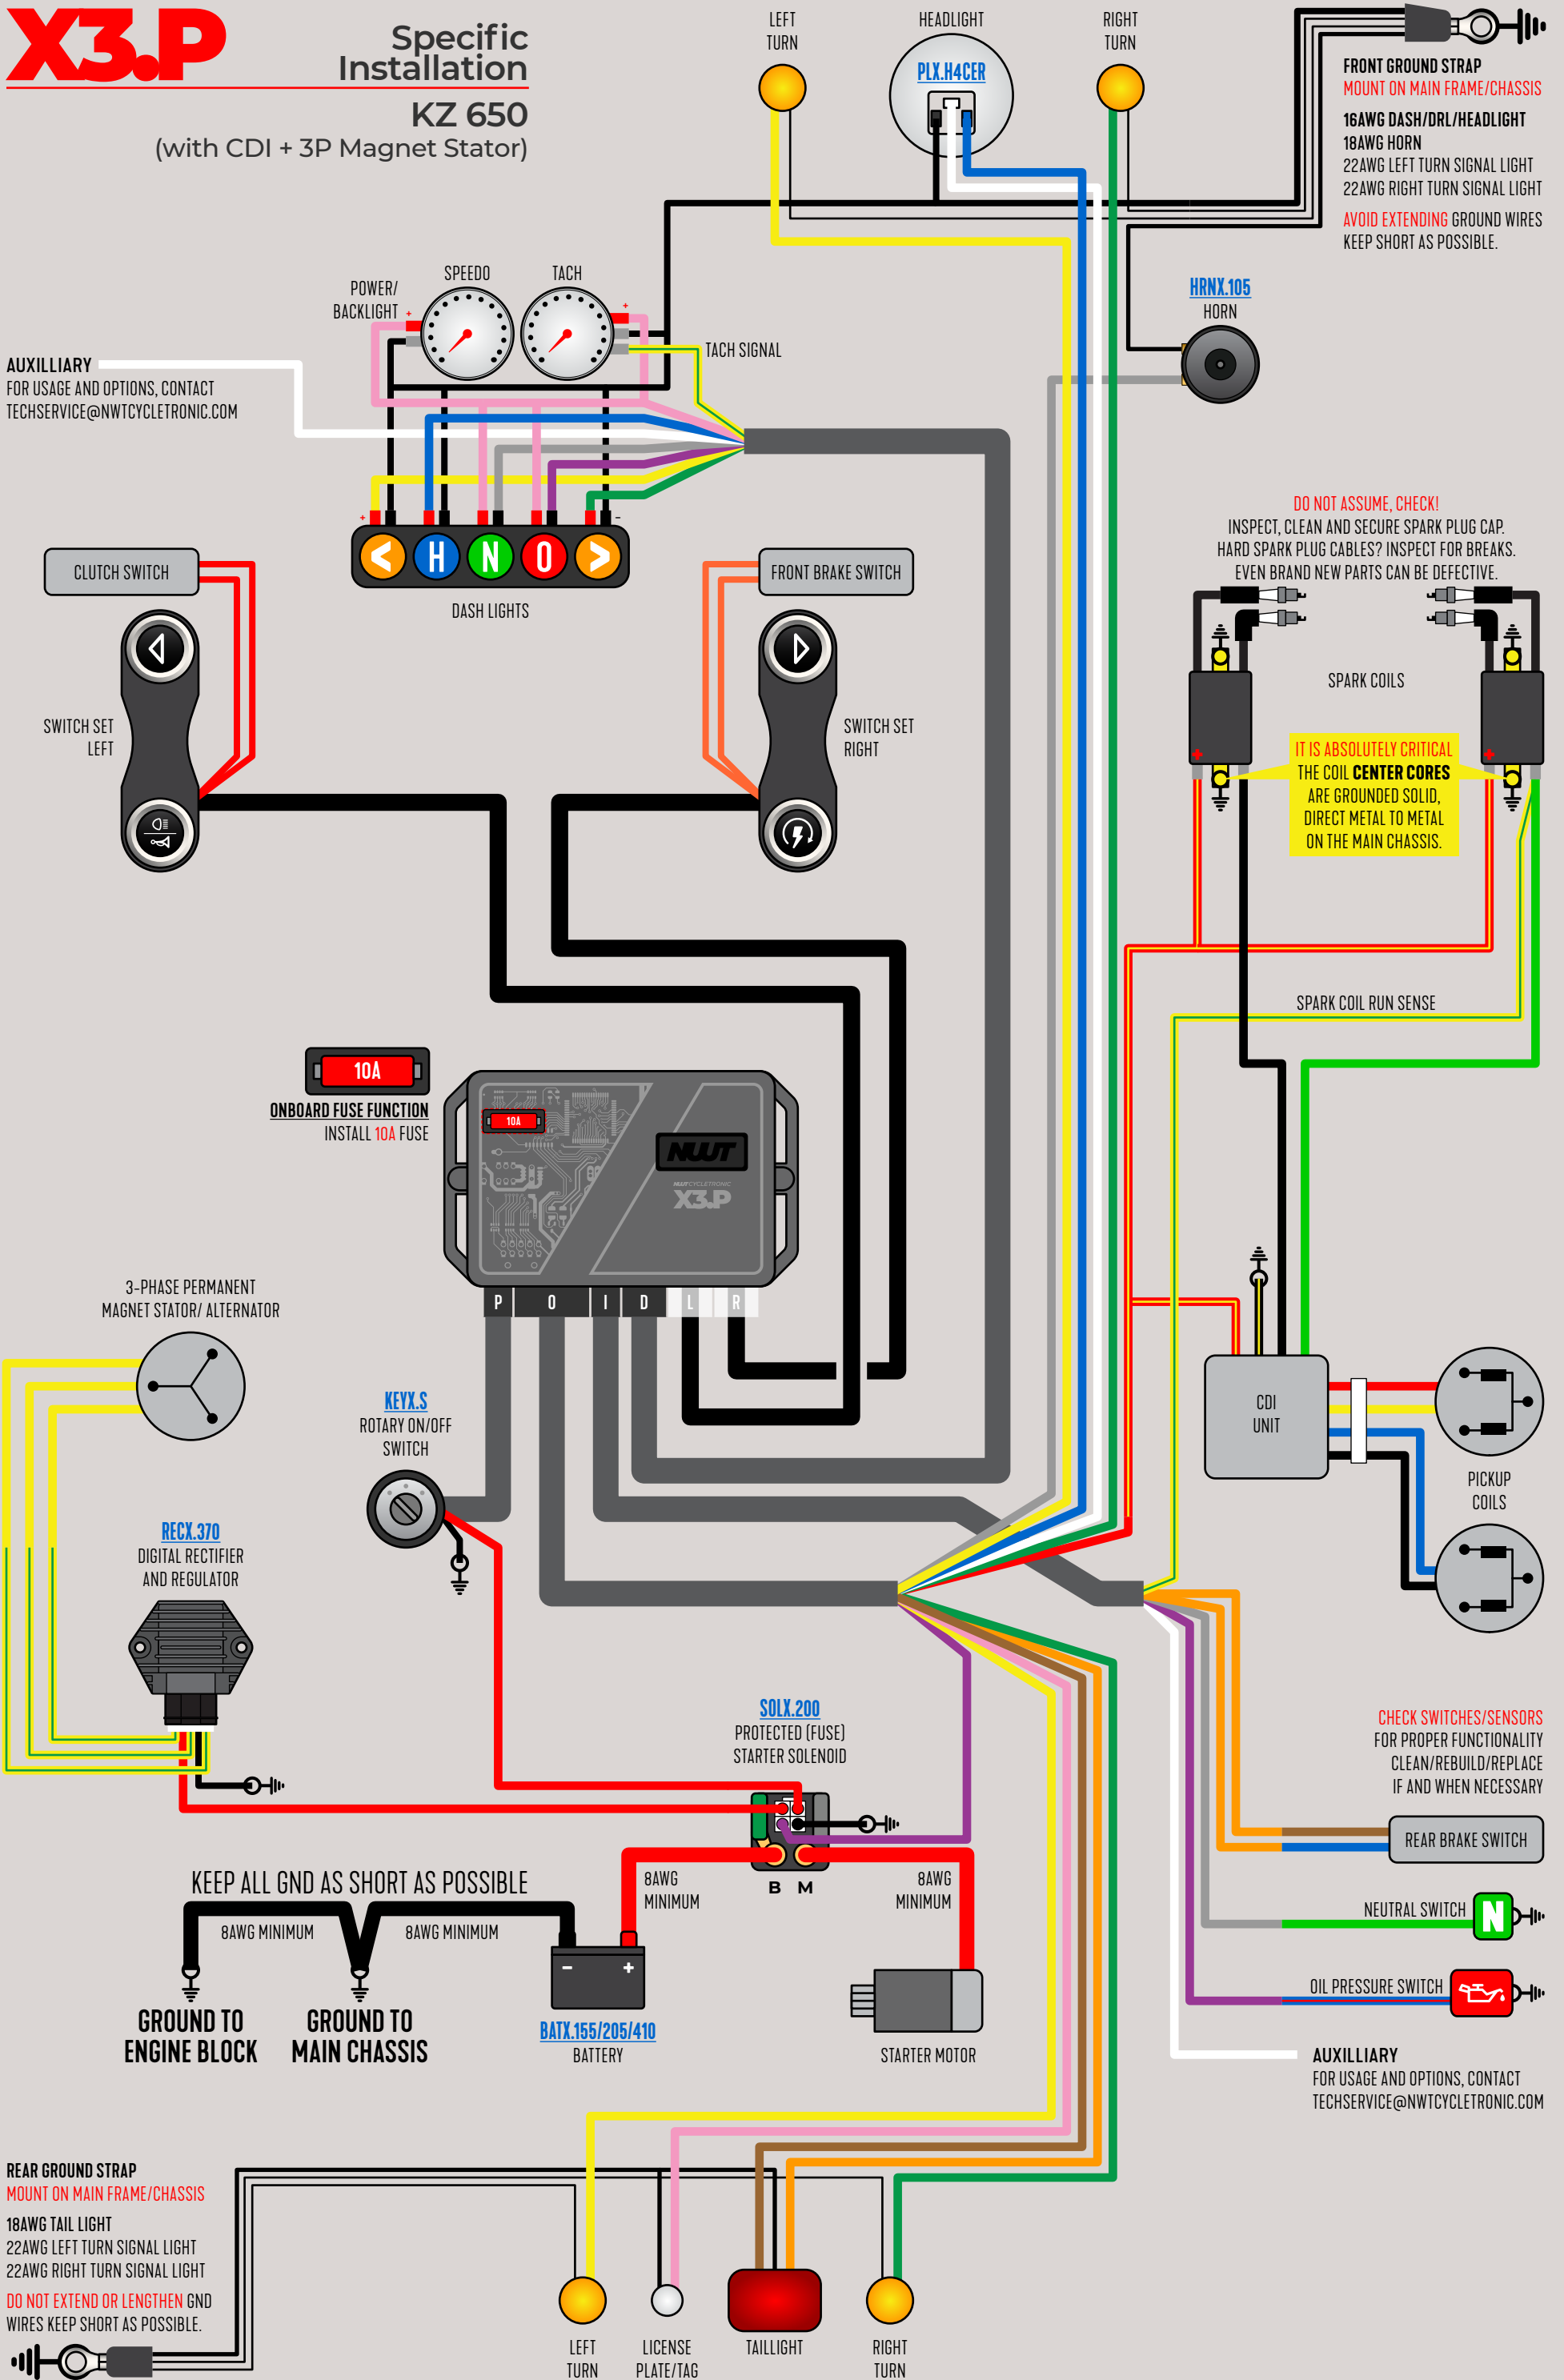 X3.P
Specific
Installation
KZ 650
(with CDI + 3P Magnet Stator)
LEFT
TURN
HEADLIGHT
PLX.H4CER
RIGHT
TURN
FRONT GROUND STRAP
MOUNT ON MAIN FRAME/CHASSIS
16AWG DASH/DRL/HEADLIGHT
18AWG HORN
22AWG LEFT TURN SIGNAL LIGHT
22AWG RIGHT TURN SIGNAL LIGHT
AVOID EXTENDING GROUND WIRES
KEEP SHORT AS POSSIBLE.
POWER/
BACKLIGHT
SPEEDO
TACH
+
+
TACH SIGNAL
HRNX.105
HORN
AUXILLIARY
FOR USAGE AND OPTIONS, CONTACT
TECHSERVICE@NWTCYCLETRONIC.COM
+
-
< H N O >
DASH LIGHTS
DO NOT ASSUME, CHECK!
INSPECT, CLEAN AND SECURE SPARK PLUG CAP.
HARD SPARK PLUG CABLES? INSPECT FOR BREAKS.
EVEN BRAND NEW PARTS CAN BE DEFECTIVE.
CLUTCH SWITCH
FRONT BRAKE SWITCH
SWITCH SET
LEFT
SWITCH SET
RIGHT
SPARK COILS
+
+
IT IS ABSOLUTELY CRITICAL
THE COIL CENTER CORES
ARE GROUNDED SOLID,
DIRECT METAL TO METAL
ON THE MAIN CHASSIS.
SPARK COIL RUN SENSE
10A
ONBOARD FUSE FUNCTION
INSTALL 10A FUSE
10A
NWT
NWT CYCLETRONIC
X3.P
P O I D L R
3-PHASE PERMANENT
MAGNET STATOR/ ALTERNATOR
KEYX.S
ROTARY ON/OFF
SWITCH
CDI
UNIT
PICKUP
COILS
RECX.370
DIGITAL RECTIFIER
AND REGULATOR
SOLX.200
PROTECTED (FUSE)
STARTER SOLENOID
B M
CHECK SWITCHES/SENSORS
FOR PROPER FUNCTIONALITY
CLEAN/REBUILD/REPLACE
IF AND WHEN NECESSARY
REAR BRAKE SWITCH
NEUTRAL SWITCH
N
OIL PRESSURE SWITCH
AUXILLIARY
FOR USAGE AND OPTIONS, CONTACT
TECHSERVICE@NWTCYCLETRONIC.COM
KEEP ALL GND AS SHORT AS POSSIBLE
8AWG MINIMUM
8AWG MINIMUM
8AWG
MINIMUM
8AWG
MINIMUM
- +
GROUND TO
ENGINE BLOCK
GROUND TO
MAIN CHASSIS
BATX.155/205/410
BATTERY
STARTER MOTOR
REAR GROUND STRAP
MOUNT ON MAIN FRAME/CHASSIS
18AWG TAIL LIGHT
22AWG LEFT TURN SIGNAL LIGHT
22AWG RIGHT TURN SIGNAL LIGHT
DO NOT EXTEND OR LENGTHEN GND
WIRES KEEP SHORT AS POSSIBLE.
LEFT
TURN
LICENSE
PLATE/TAG
TAILLIGHT
RIGHT
TURN